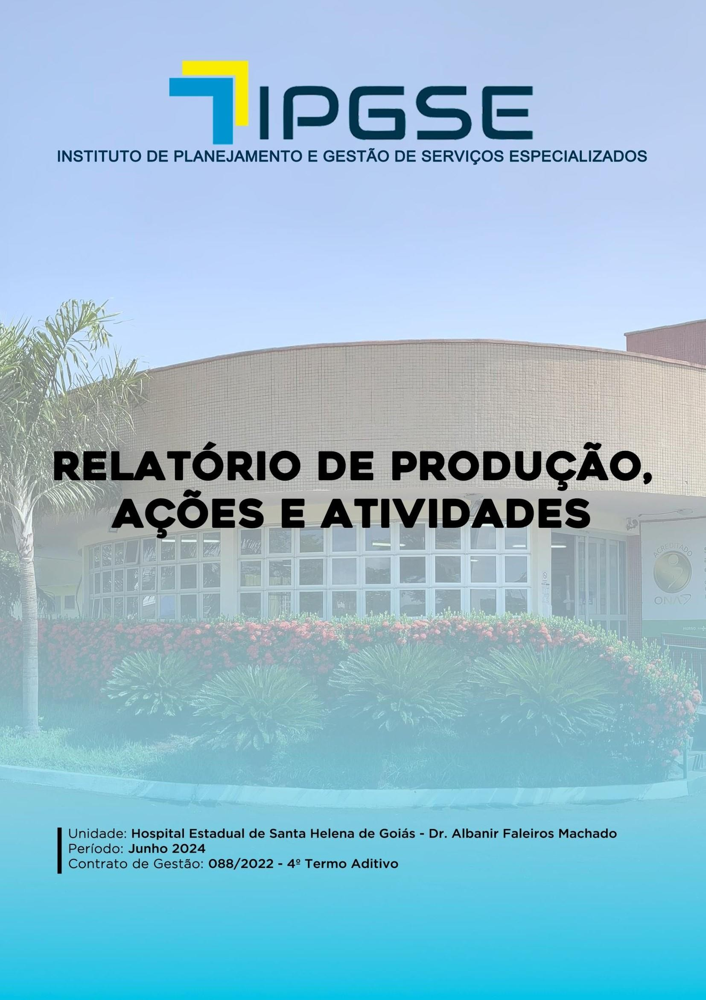 IPGSE
INSTITUTO DE PLANEJAMENTO E GESTÃO DE SERVIÇOS ESPECIALIZADOS
RELATÓRIO DE PRODUÇÃO,
AÇÕES E ATIVIDADES
ACREDITADO
ONA
HURSO
Unidade: Hospital Estadual de Santa Helena de Goiás - Dr. Albanir Faleiros Machado
Período: Junho 2024
Contrato de Gestão: 088/2022 - 4º Termo Aditivo